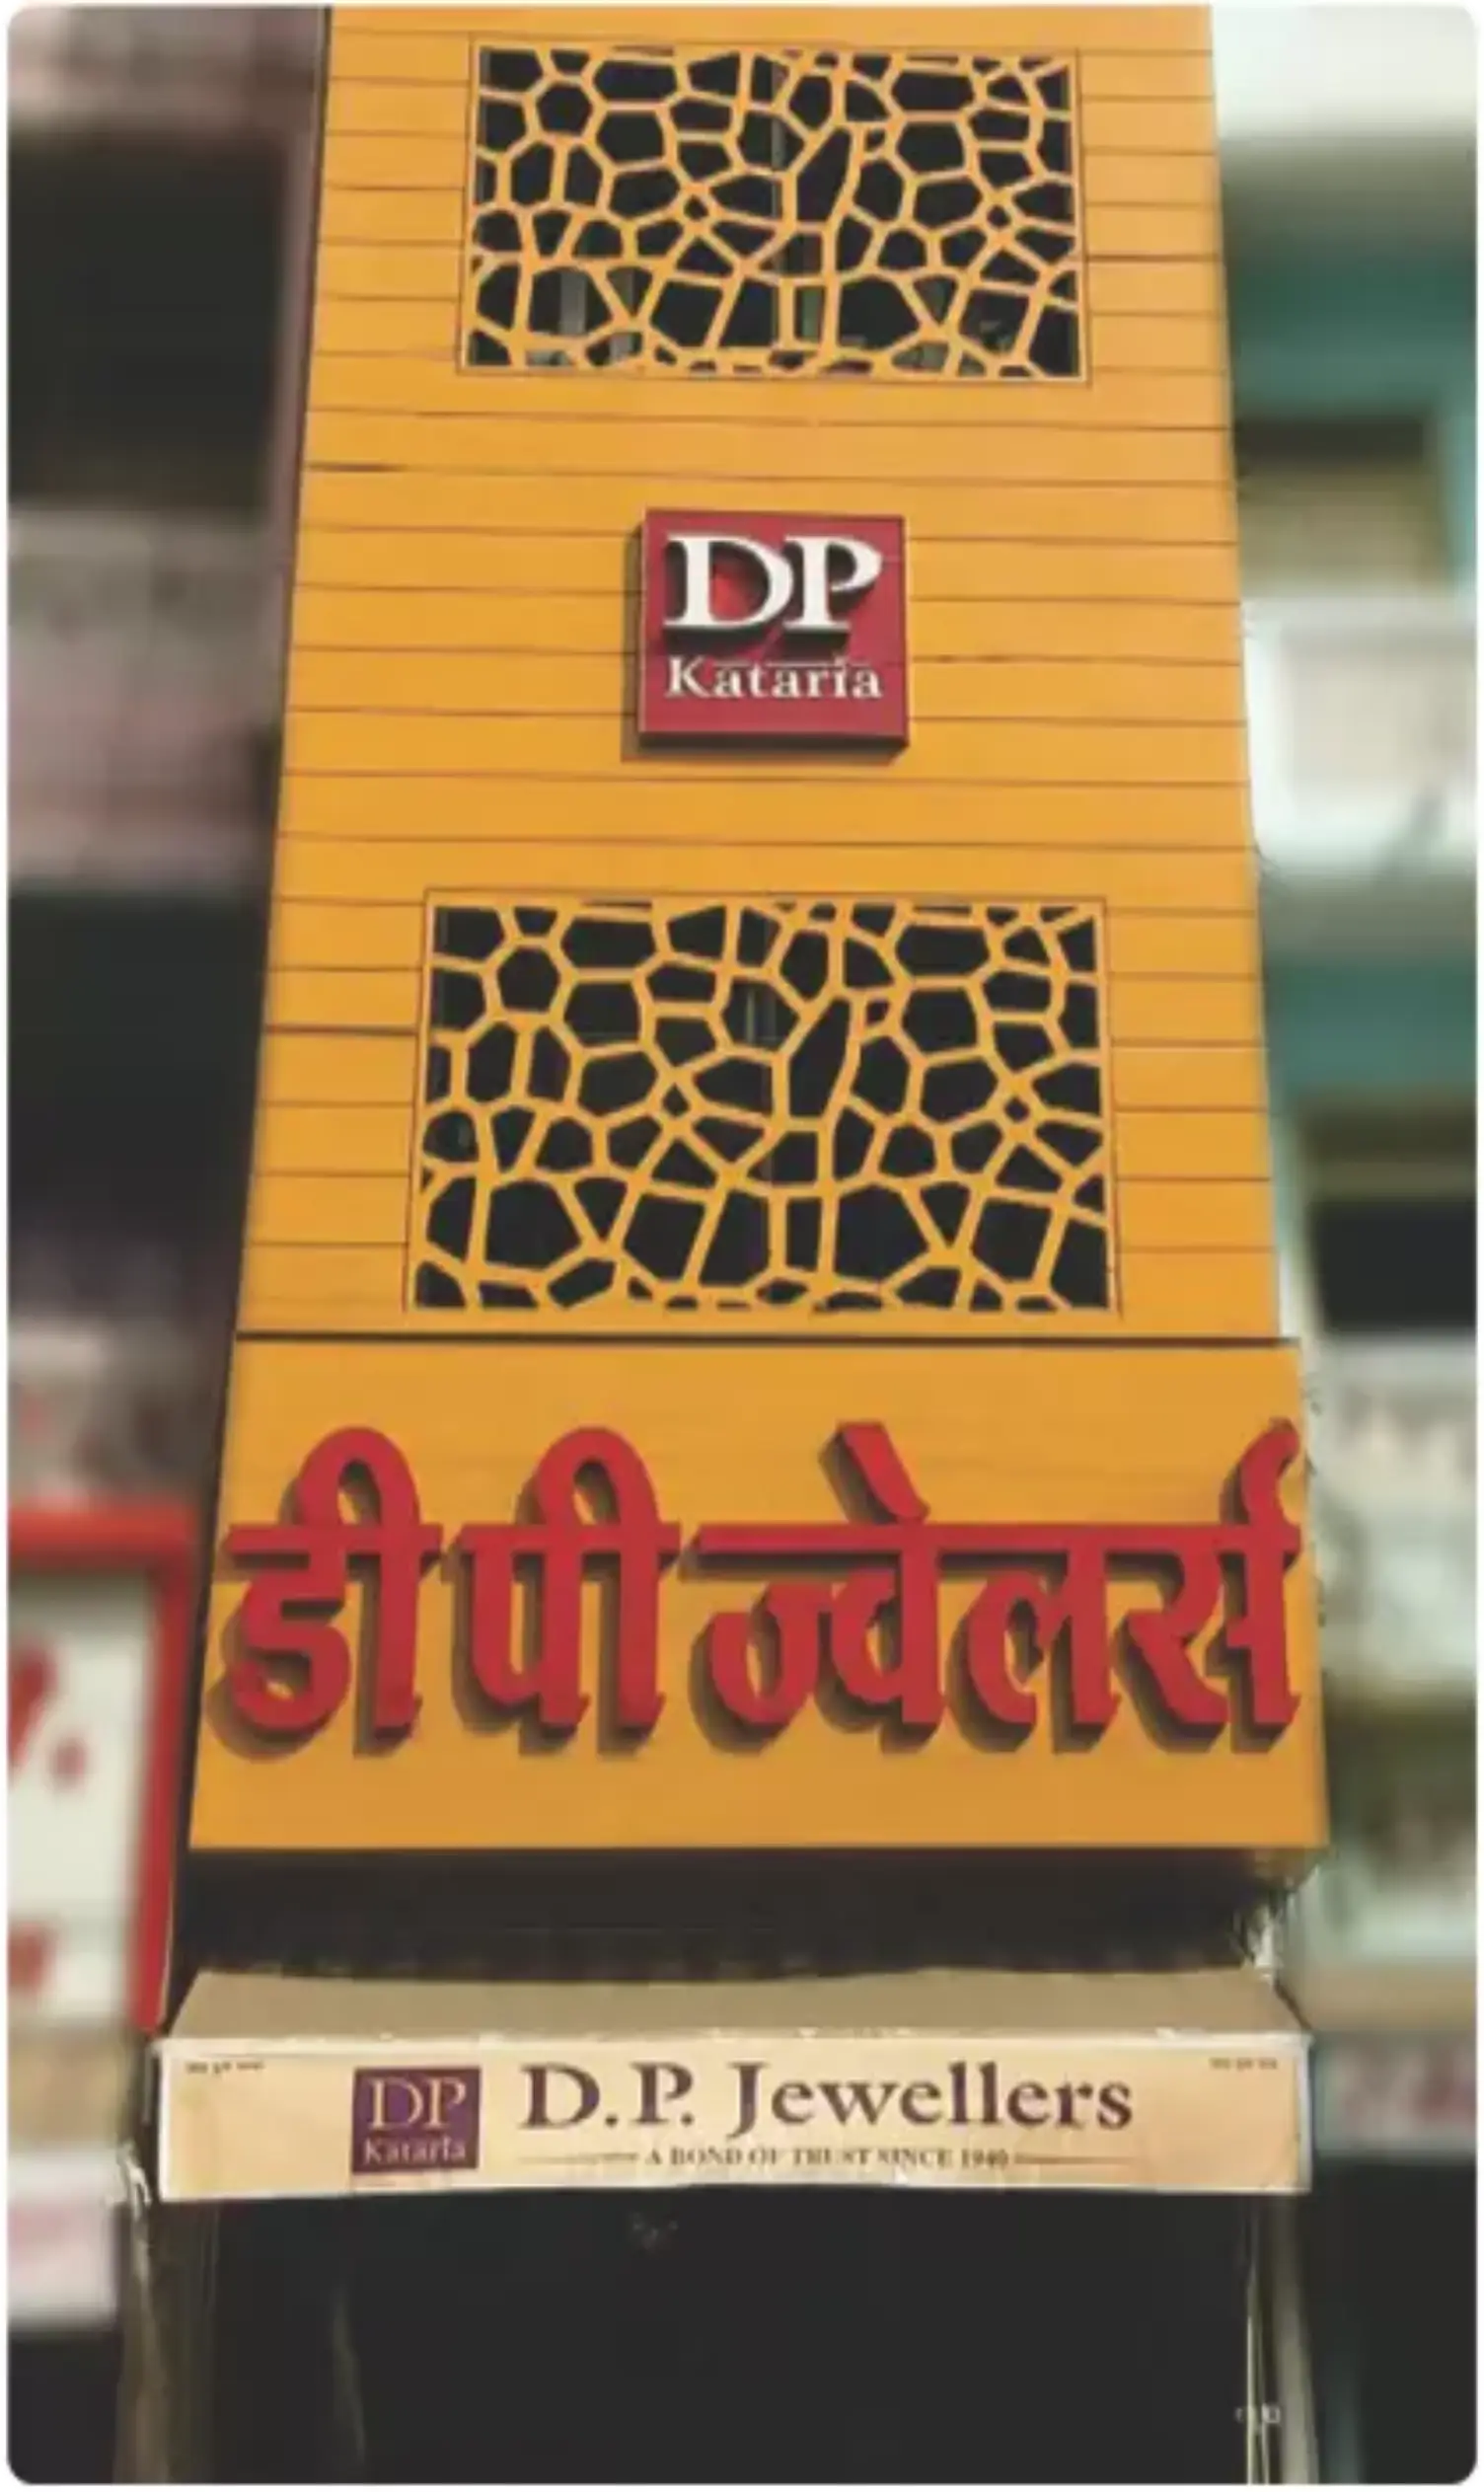 DP
Kataria
डी पी ज्वेलर्स
DP
Kataria
D.P. Jewellers
A BOND OF TRUST SINCE 1940